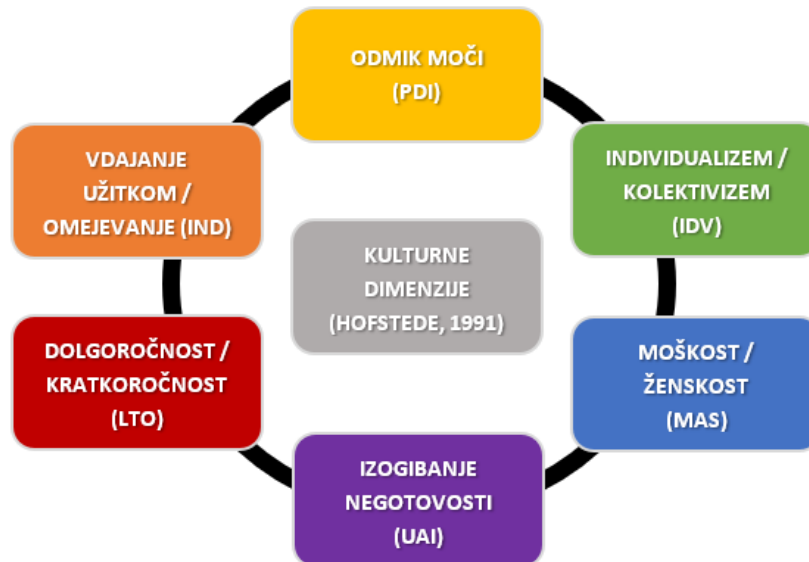 ODMIK MOČI
(PDI)
INDIVIDUALIZEM /
KOLEKTIVIZEM
(IDV)
MOŠKOST /
ŽENSKOST
(MAS)
IZOGIBANJE
NEGOTOVOSTI
(UAI)
DOLGOROČNOST /
KRATKOROČNOST
(LTO)
VDAJANJE
UŽITKOM /
OMEJEVANJE (IND)
KULTURNE
DIMENZIJE
(HOFSTEDE, 1991)